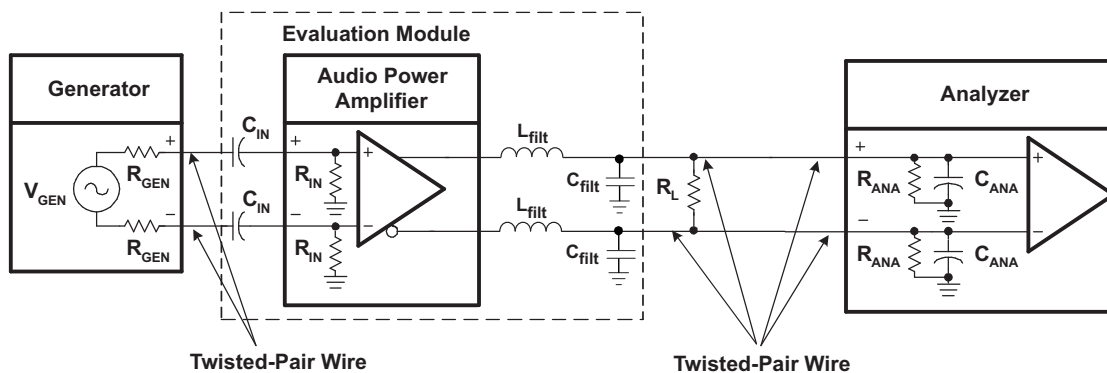 Evaluation Module
Generator
Audio Power
Amplifier
Analyzer
C_IN
L_filt
+
+
+
+
+
R_GEN
R_IN
C_filt
R_L
R_ANA
C_ANA
V_GEN
C_IN
L_filt
−
−
−
−
−
R_GEN
R_IN
C_filt
R_ANA
C_ANA
Twisted-Pair Wire
Twisted-Pair Wire